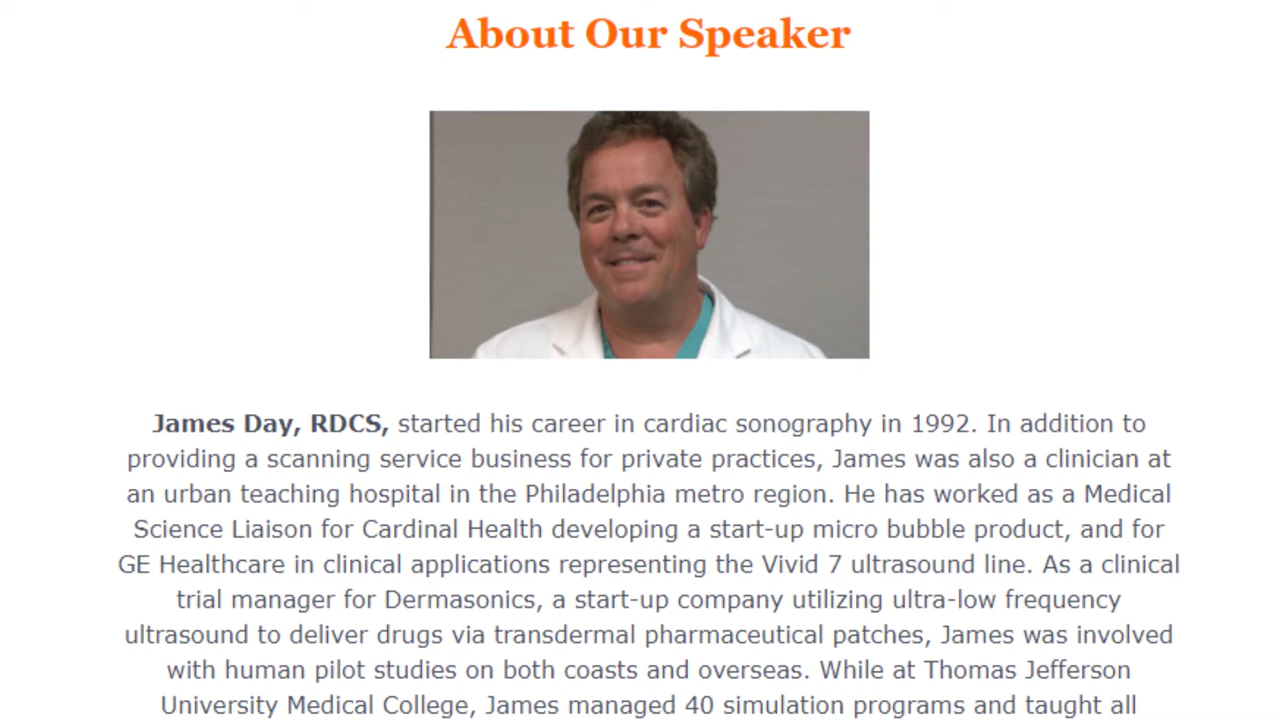 About Our Speaker
James Day, RDCS, started his career in cardiac sonography in 1992. In addition to
providing a scanning service business for private practices, James was also a clinician at
an urban teaching hospital in the Philadelphia metro region. He has worked as a Medical
Science Liaison for Cardinal Health developing a start-up micro bubble product, and for
GE Healthcare in clinical applications representing the Vivid 7 ultrasound line. As a clinical
trial manager for Dermasonics, a start-up company utilizing ultra-low frequency
ultrasound to deliver drugs via transdermal pharmaceutical patches, James was involved
with human pilot studies on both coasts and overseas. While at Thomas Jefferson
University Medical College, James managed 40 simulation programs and taught all